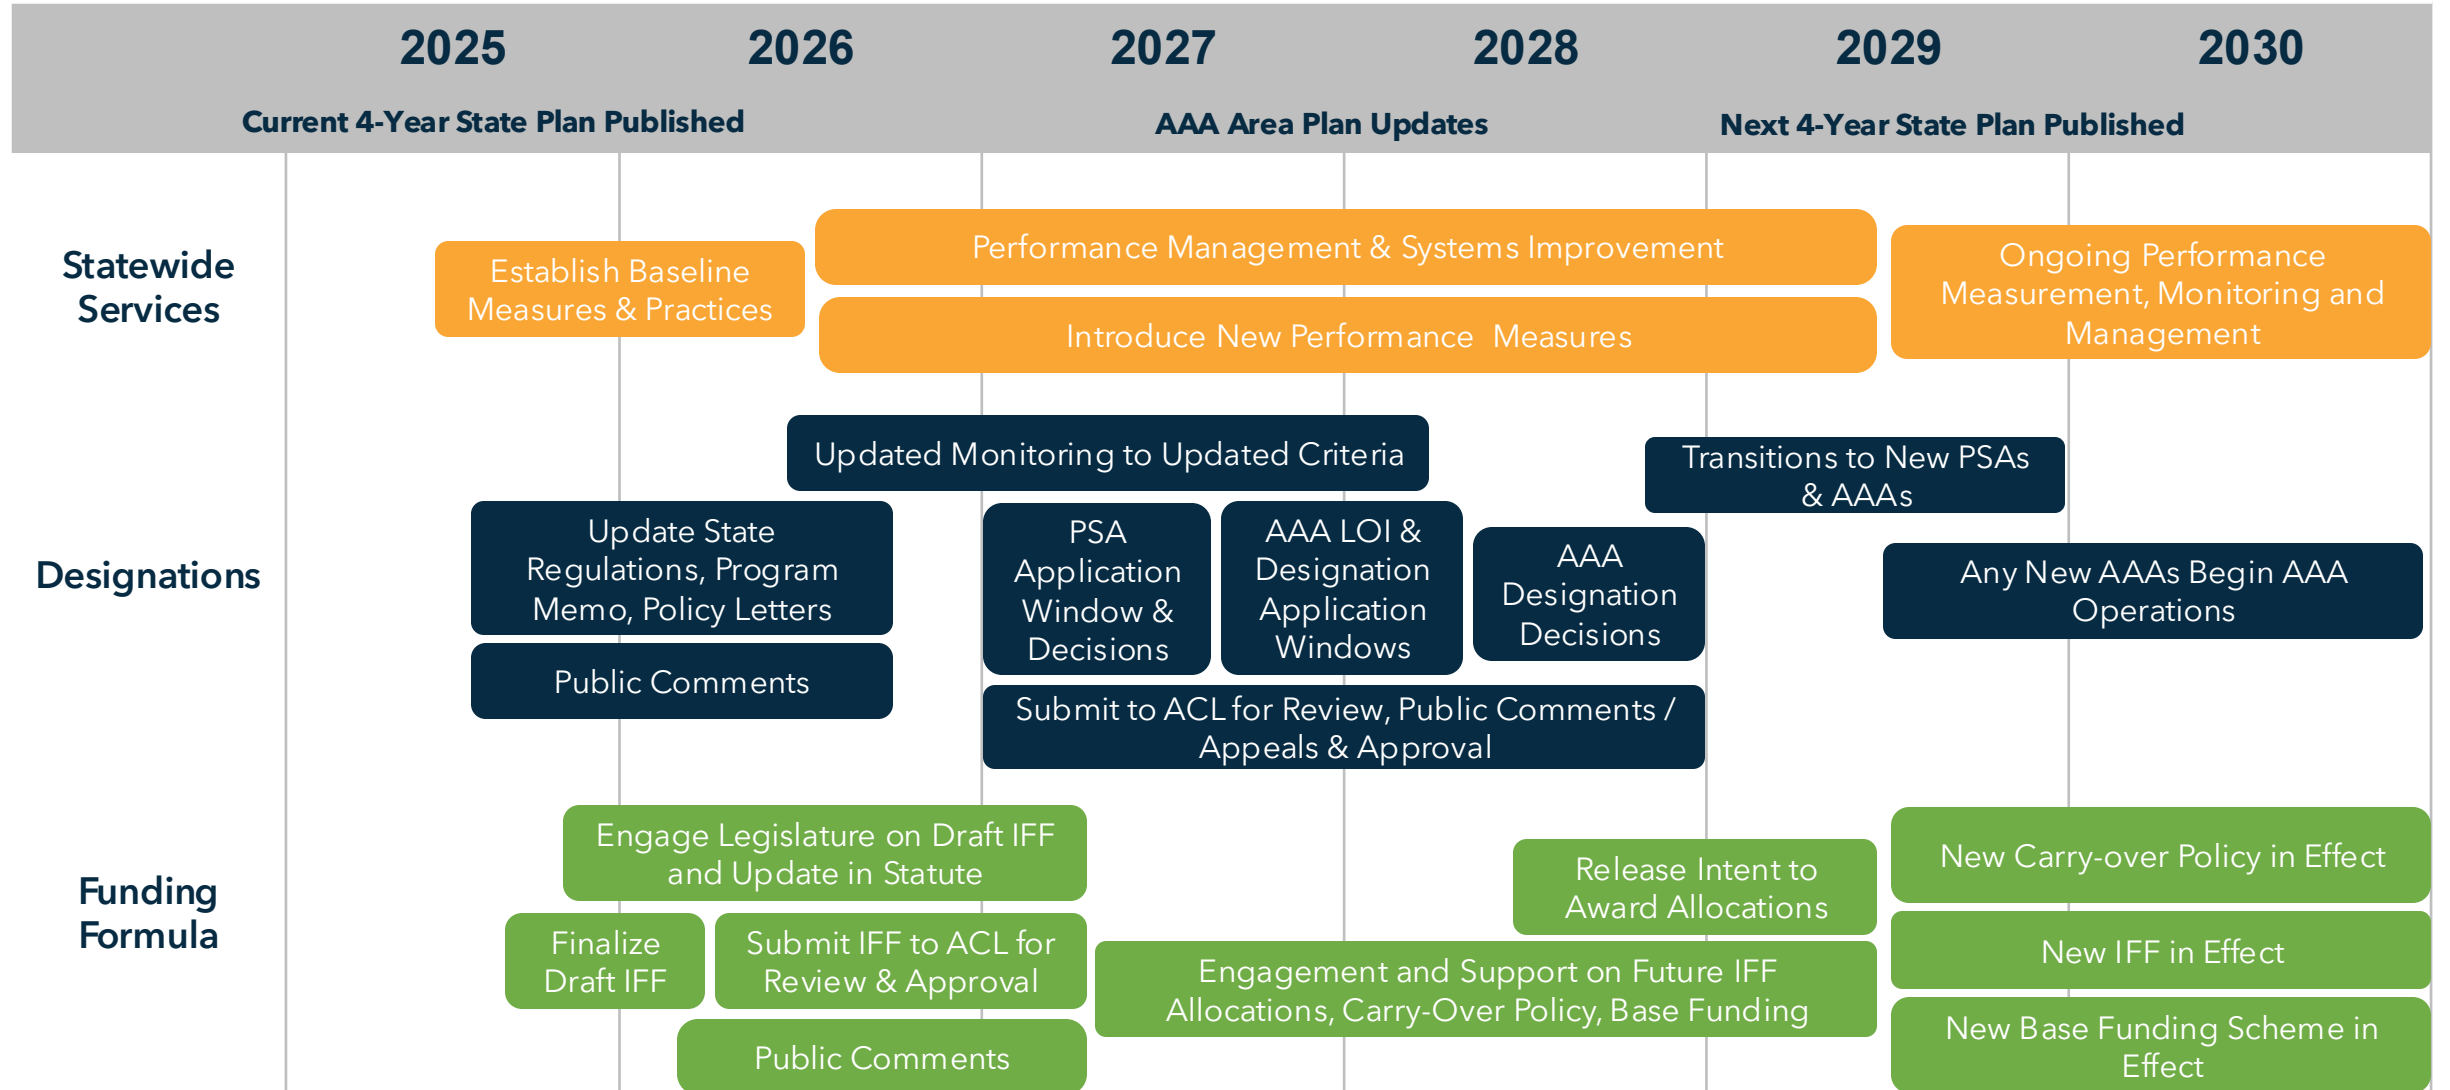 2025 2026 2027 2028 2029 2030
Current 4-Year State Plan Published AAA Area Plan Updates Next 4-Year State Plan Published
Statewide
Services
Establish Baseline
Measures & Practices
Performance Management & Systems Improvement
Introduce New Performance Measures
Ongoing Performance
Measurement, Monitoring and
Management
Designations
Updated Monitoring to Updated Criteria
Transitions to New PSAs
& AAAs
Update State
Regulations, Program
Memo, Policy Letters
PSA
Application
Window &
Decisions
AAA LOI &
Designation
Application
Windows
AAA
Designation
Decisions
Any New AAAs Begin AAA
Operations
Public Comments
Submit to ACL for Review, Public Comments /
Appeals & Approval
Funding
Formula
Engage Legislature on Draft IFF
and Update in Statute
Release Intent to
Award Allocations
New Carry-over Policy in Effect
Finalize
Draft IFF
Submit IFF to ACL for
Review & Approval
Engagement and Support on Future IFF
Allocations, Carry-Over Policy, Base Funding
New IFF in Effect
Public Comments
New Base Funding Scheme in
Effect